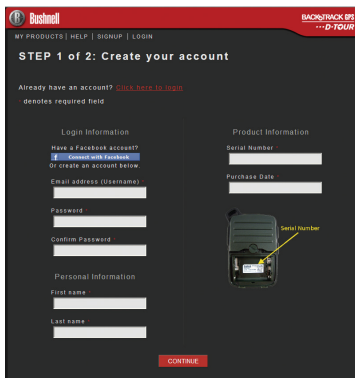 Bushnell
BACKTRACK GPS
D-TOUR
MY PRODUCTS | HELP | SIGNUP | LOGIN
STEP 1 of 2: Create your account
Already have an account? Click here to login
* denotes required field
Login Information
Have a Facebook account?
f Connect with Facebook
Or create an account below.
Email address (Username) *
Password *
Confirm Password *
Personal Information
First name *
Last name *
Product Information
Serial Number *
Purchase Date *
Serial Number
CONTINUE